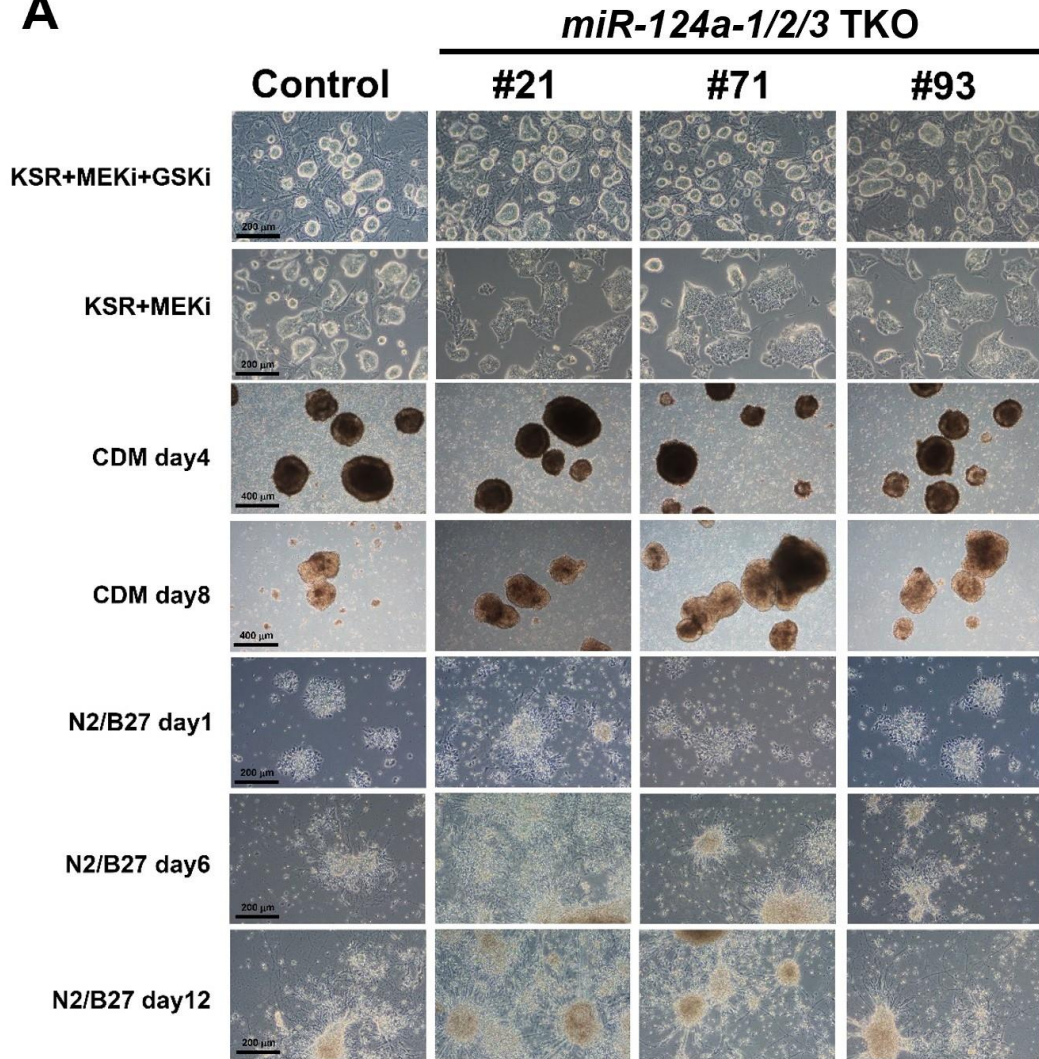 A
miR-124a-1/2/3 TKO
Control #21 #71 #93
KSR+MEKi+GSKi
200 μm
KSR+MEKi
200 μm
CDM day4
400 μm
CDM day8
400 μm
N2/B27 day1
200 μm
N2/B27 day6
200 μm
N2/B27 day12
200 μm